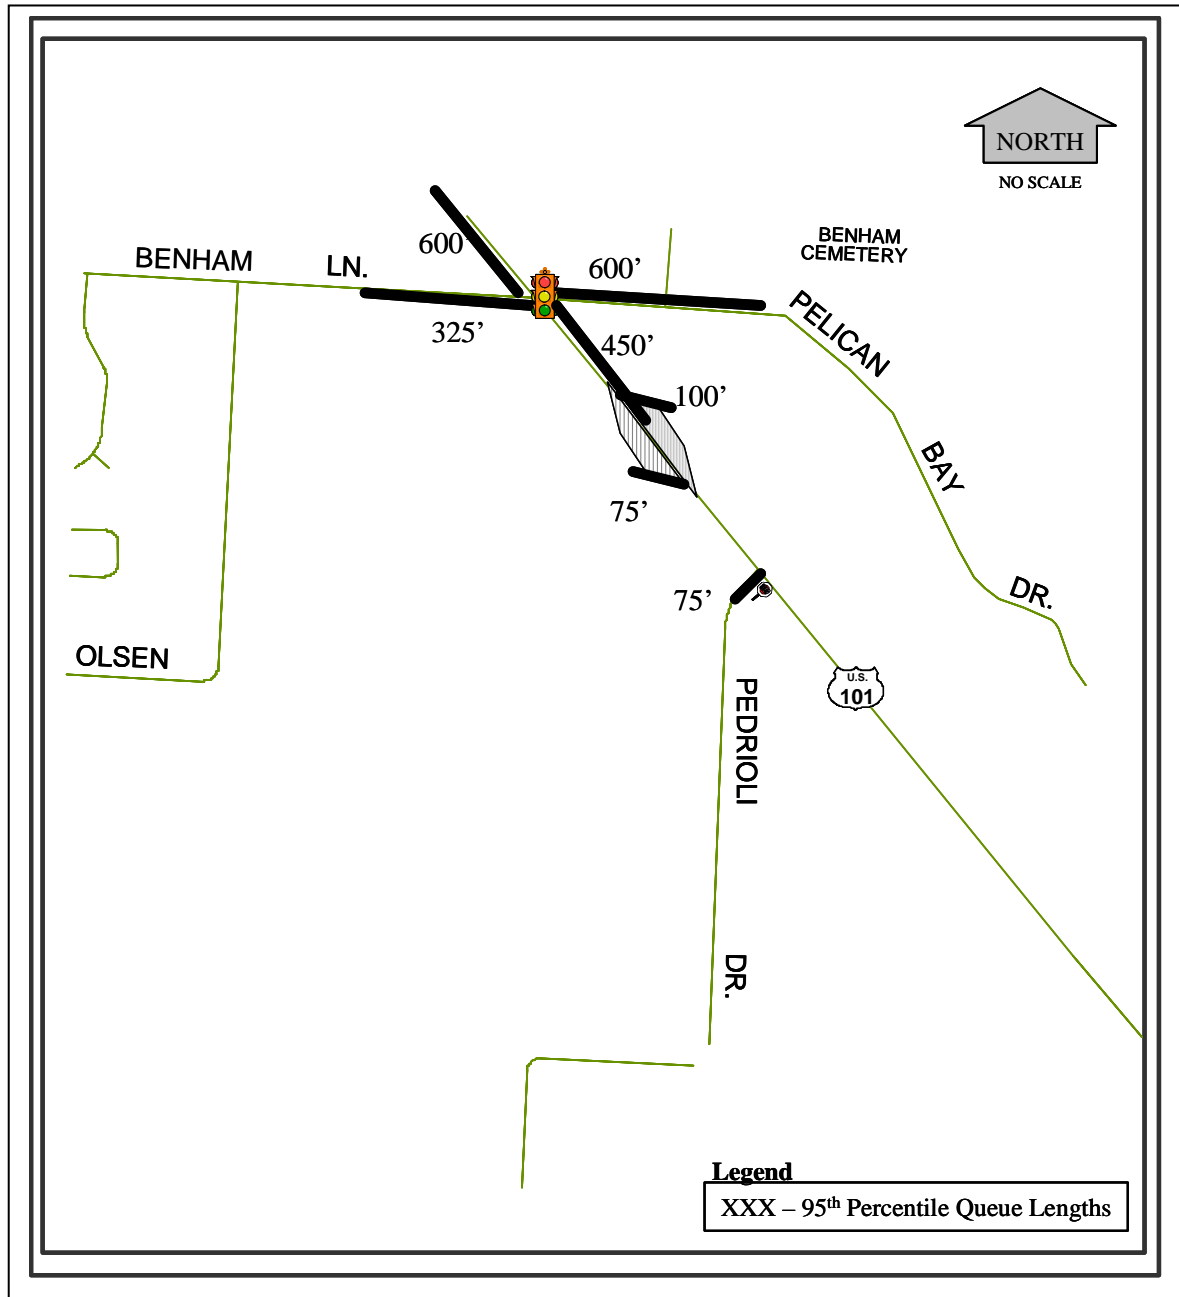 NORTH
NO SCALE
BENHAM
CEMETERY
BENHAM LN.
600'
600’
325’
450’
100’
75’
75’
PELICAN BAY DR.
OLSEN
U.S.
101
PEDRIOLI DR.
Legend
XXX – 95th Percentile Queue Lengths